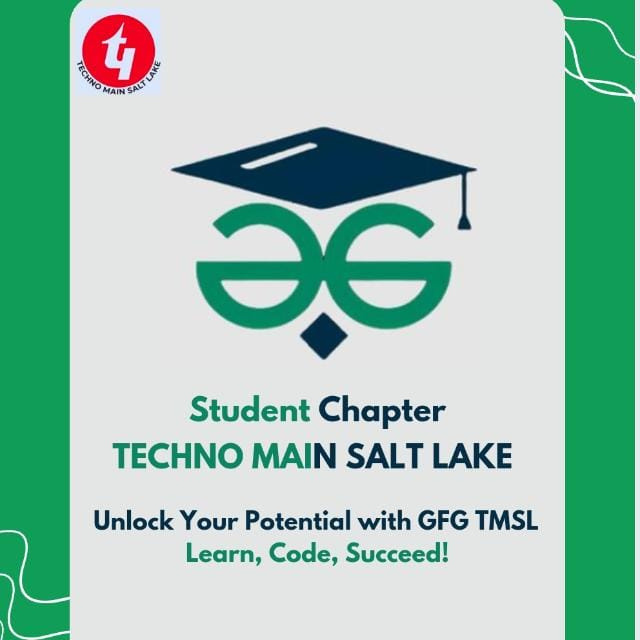 TECHNO MAIN SALT LAKE
Student Chapter
TECHNO MAIN SALT LAKE
Unlock Your Potential with GFG TMSL
Learn, Code, Succeed!